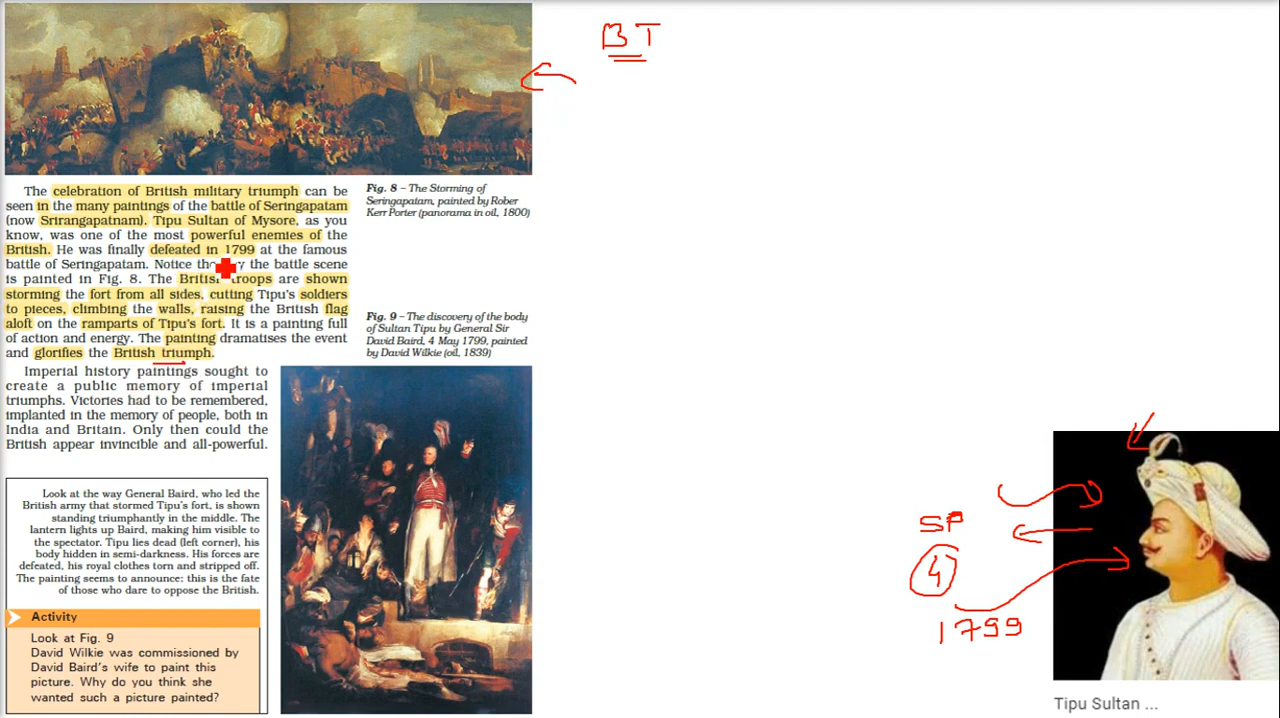 BT
The celebration of British military triumph can be
seen in the many paintings of the battle of Seringapatam
(now Srirangapatnam). Tipu Sultan of Mysore, as you
know, was one of the most powerful enemies of the
British. He was finally defeated in 1799 at the famous
battle of Seringapatam. Notice the the battle scene
is painted in Fig. 8. The British troops are shown
storming the fort from all sides, cutting Tipu's soldiers
to pieces, climbing the walls, raising the British flag
aloft on the ramparts of Tipu's fort. It is a painting full
of action and energy. The painting dramatises the event
and glorifies the British triumph.
Fig. 8 – The Storming of
Seringapatam, painted by Rober
Kerr Porter (panorama in oil, 1800)
Fig. 9 – The discovery of the body
of Sultan Tipu by General Sir
David Baird, 4 May 1799, painted
by David Wilkie (oil, 1839)
Imperial history paintings sought to
create a public memory of imperial
triumphs. Victories had to be remembered,
implanted in the memory of people, both in
India and Britain. Only then could the
British appear invincible and all-powerful.
Look at the way General Baird, who led the
British army that stormed Tipu's fort, is shown
standing triumphantly in the middle. The
lantern lights up Baird, making him visible to
the spectator. Tipu lies dead (left corner), his
body hidden in semi-darkness. His forces are
defeated, his royal clothes torn and stripped off.
The painting seems to announce: this is the fate
of those who dare to oppose the British.
Activity
Look at Fig. 9
David Wilkie was commissioned by
David Baird's wife to paint this
picture. Why do you think she
wanted such a picture painted?
SP
4
1799
Tipu Sultan ...